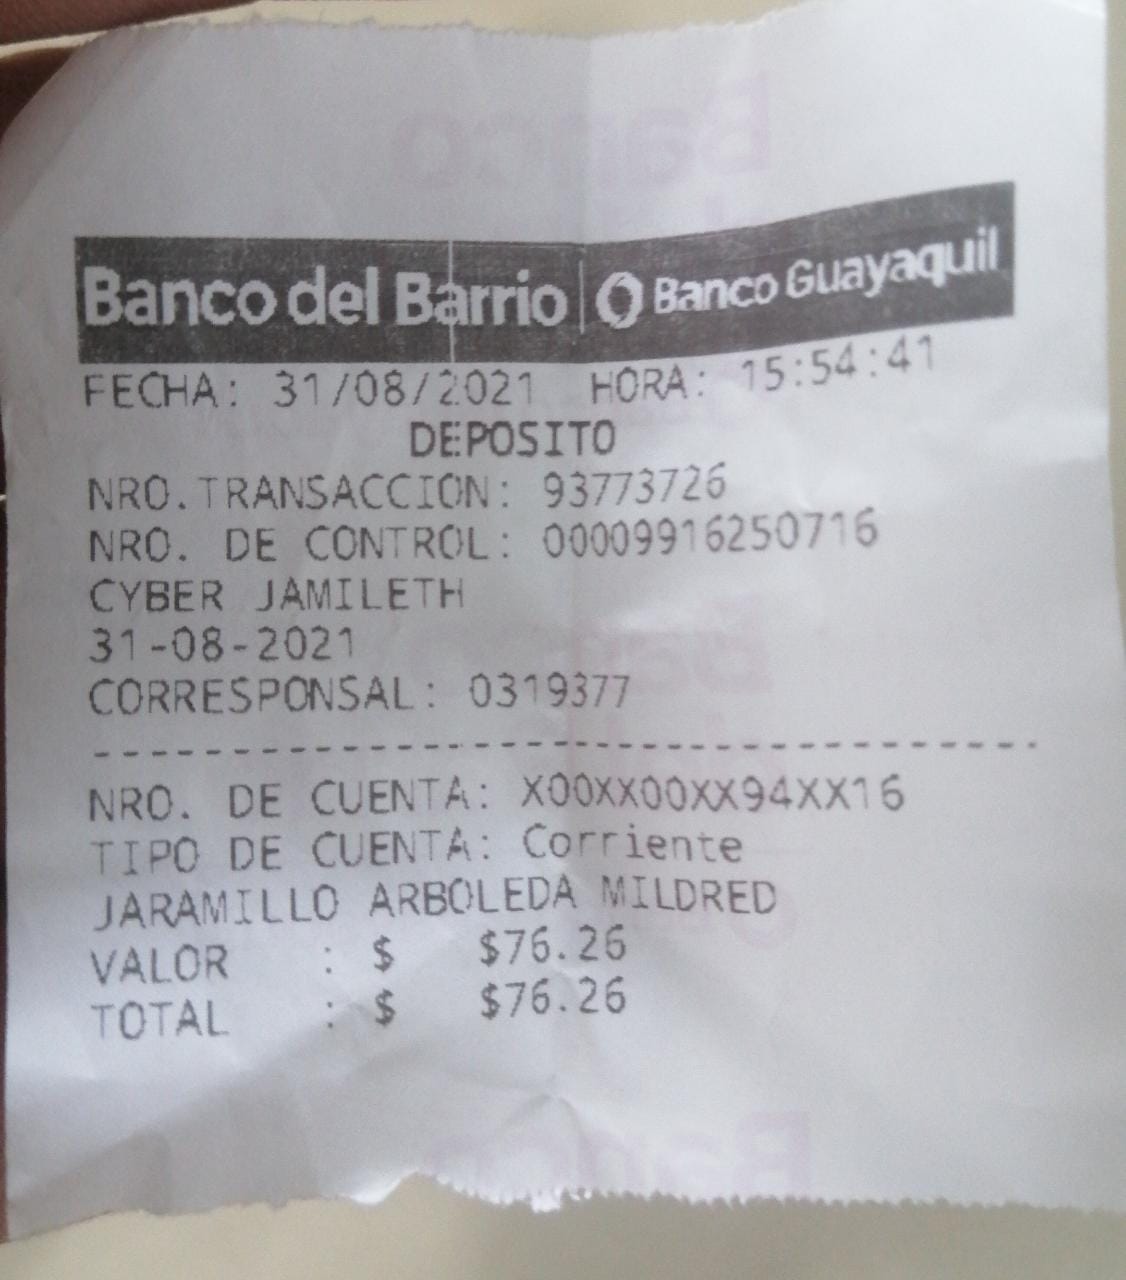 Banco del Barrio | Banco Guayaquil
FECHA: 31/08/2021 HORA: 15:54:41
DEPOSITO
NRO.TRANSACCION: 93773726
NRO. DE CONTROL: 00009916250716
CYBER JAMILETH
31-08-2021
CORRESPONSAL: 0319377
------------------------------------
NRO. DE CUENTA: X00XX00XX94XX16
TIPO DE CUENTA: Corriente
JARAMILLO ARBOLEDA MILDRED
VALOR : $ $76.26
TOTAL : $ $76.26